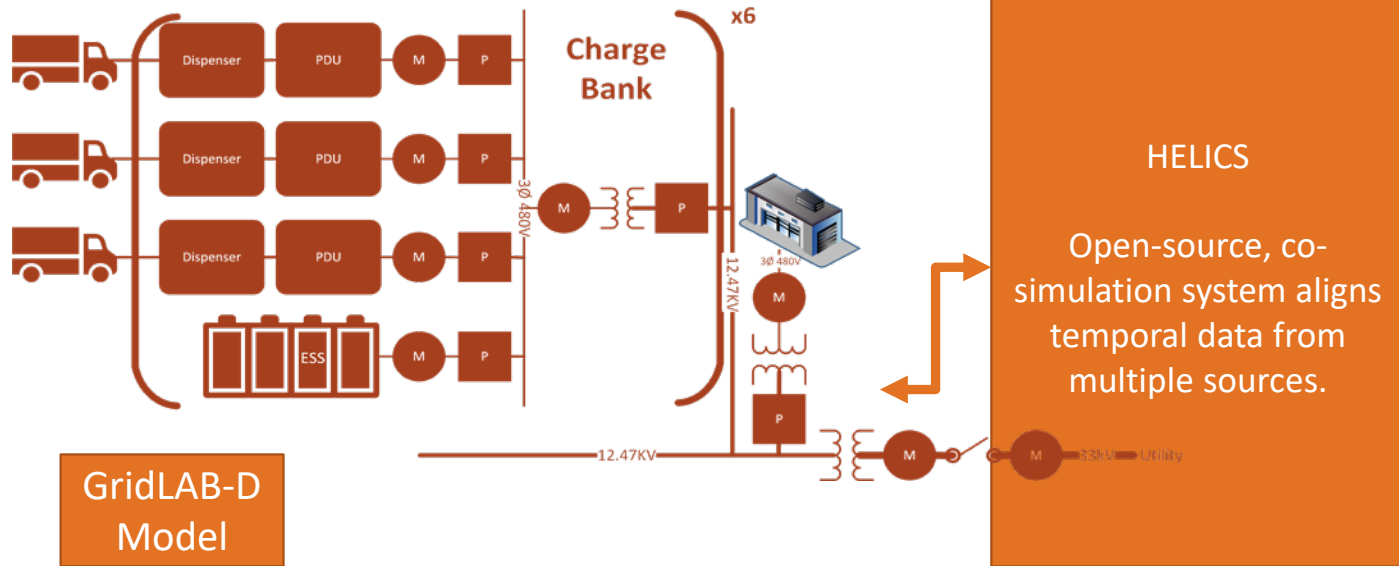 x6
Charge
Bank
Dispenser PDU M P
Dispenser PDU M P
3Ø 480V
M P
12.47KV
3Ø 480V
M
Dispenser PDU M P
ESS M P
P
12.47KV
M M 33kV Utility
GridLAB-D
Model
HELICS
Open-source, co-
simulation system aligns
temporal data from
multiple sources.